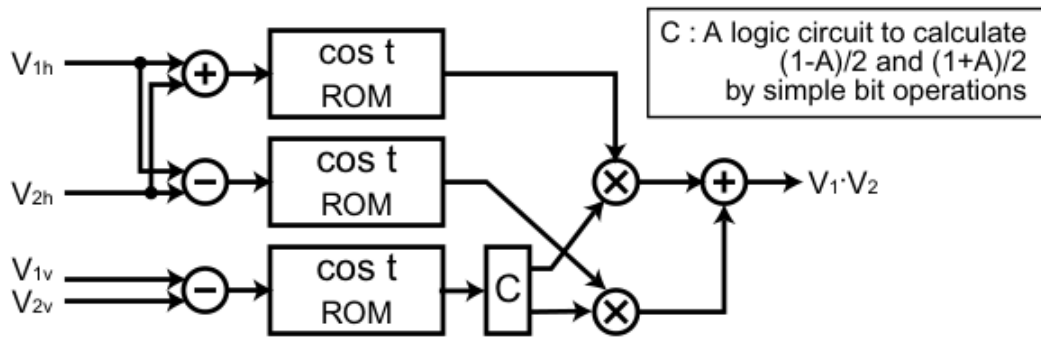 V1h
V2h
V1v
V2v
+
−
−
cos t
ROM
cos t
ROM
cos t
ROM
C
×
×
+
V1·V2
C : A logic circuit to calculate
(1-A)/2 and (1+A)/2
by simple bit operations